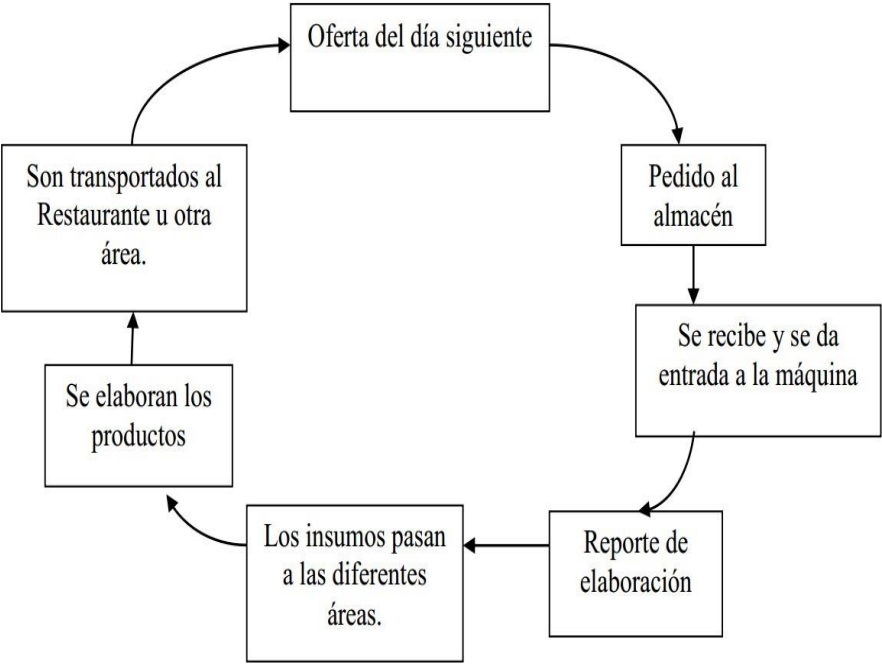 Oferta del día siguiente
Pedido al
almacén
Se recibe y se da
entrada a la máquina
Reporte de
elaboración
Los insumos pasan
a las diferentes
áreas.
Se elaboran los
productos
Son transportados al
Restaurante u otra
área.